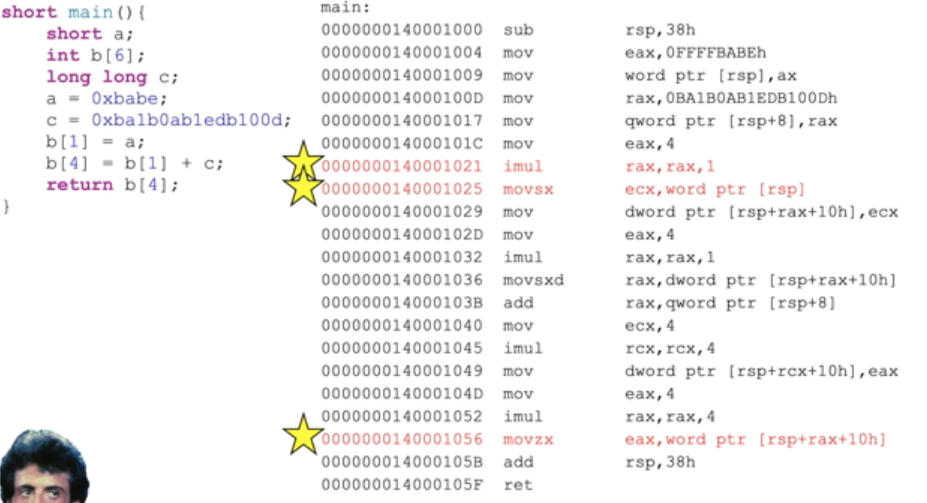 short main(){
    short a;
    int b[6];
    long long c;
    a = 0xbabe;
    c = 0xba1b0ab1edb100d;
    b[1] = a;
    b[4] = b[1] + c;
    return b[4];
}
main:
0000000140001000 sub rsp,38h
0000000140001004 mov eax,0FFFFBABEh
0000000140001009 mov word ptr [rsp],ax
000000014000100D mov rax,0BA1B0AB1EDB100Dh
0000000140001017 mov qword ptr [rsp+8],rax
000000014000101C mov eax,4
0000000140001021 imul rax,rax,1
0000000140001025 movsx ecx,word ptr [rsp]
0000000140001029 mov dword ptr [rsp+rax+10h],ecx
000000014000102D mov eax,4
0000000140001032 imul rax,rax,1
0000000140001036 movsxd rax,dword ptr [rsp+rax+10h]
000000014000103B add rax,qword ptr [rsp+8]
0000000140001040 mov ecx,4
0000000140001045 imul rcx,rcx,4
0000000140001049 mov dword ptr [rsp+rcx+10h],eax
000000014000104D mov eax,4
0000000140001052 imul rax,rax,4
0000000140001056 movzx eax,word ptr [rsp+rax+10h]
000000014000105B add rsp,38h
000000014000105F ret